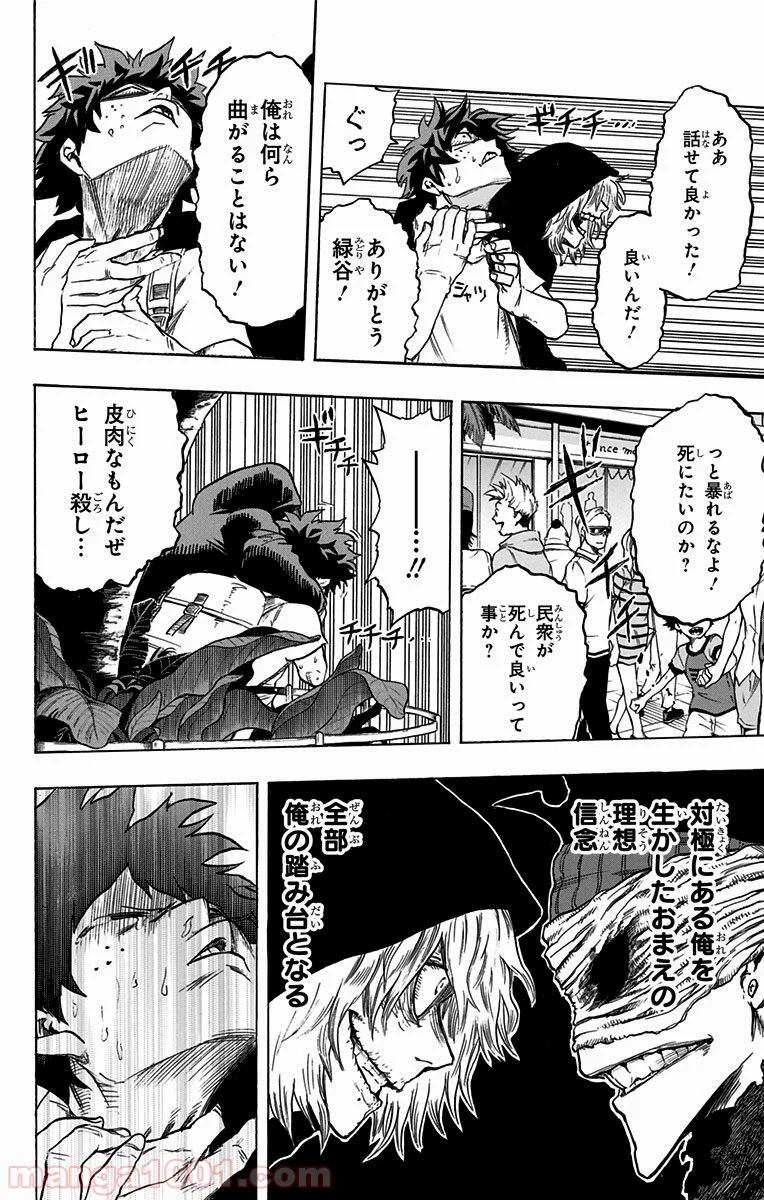 ああ
話せて良かった！
良いんだ！
ギチチ…
ぐっ
ありがとう
緑谷！
シャツ
ギチチ
俺は何ら
曲がることはない！
っと暴れるなよ！
死にたいのか？
民衆が
死んで良いって
事か？
nce m
――…!!
ギチチ
ギチチチ…
皮肉なもんだぜ
ヒーロー殺し…
対極にある俺を
生かしたおまえの
理想
信念
全部
俺の踏み台となる
manga1001.com